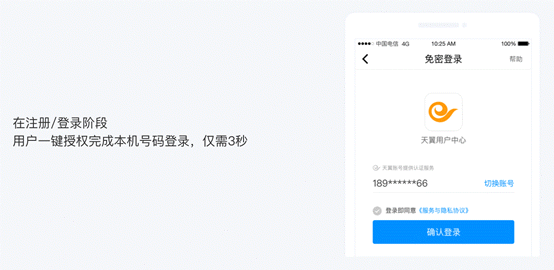 在注册/登录阶段
用户一键授权完成本机号码登录，仅需3秒
中国电信 4G 10:25 AM 100%
免密登录 帮助
天翼用户中心
天翼账号提供认证服务
189******66 切换账号
登录即同意《服务与隐私协议》
确认登录